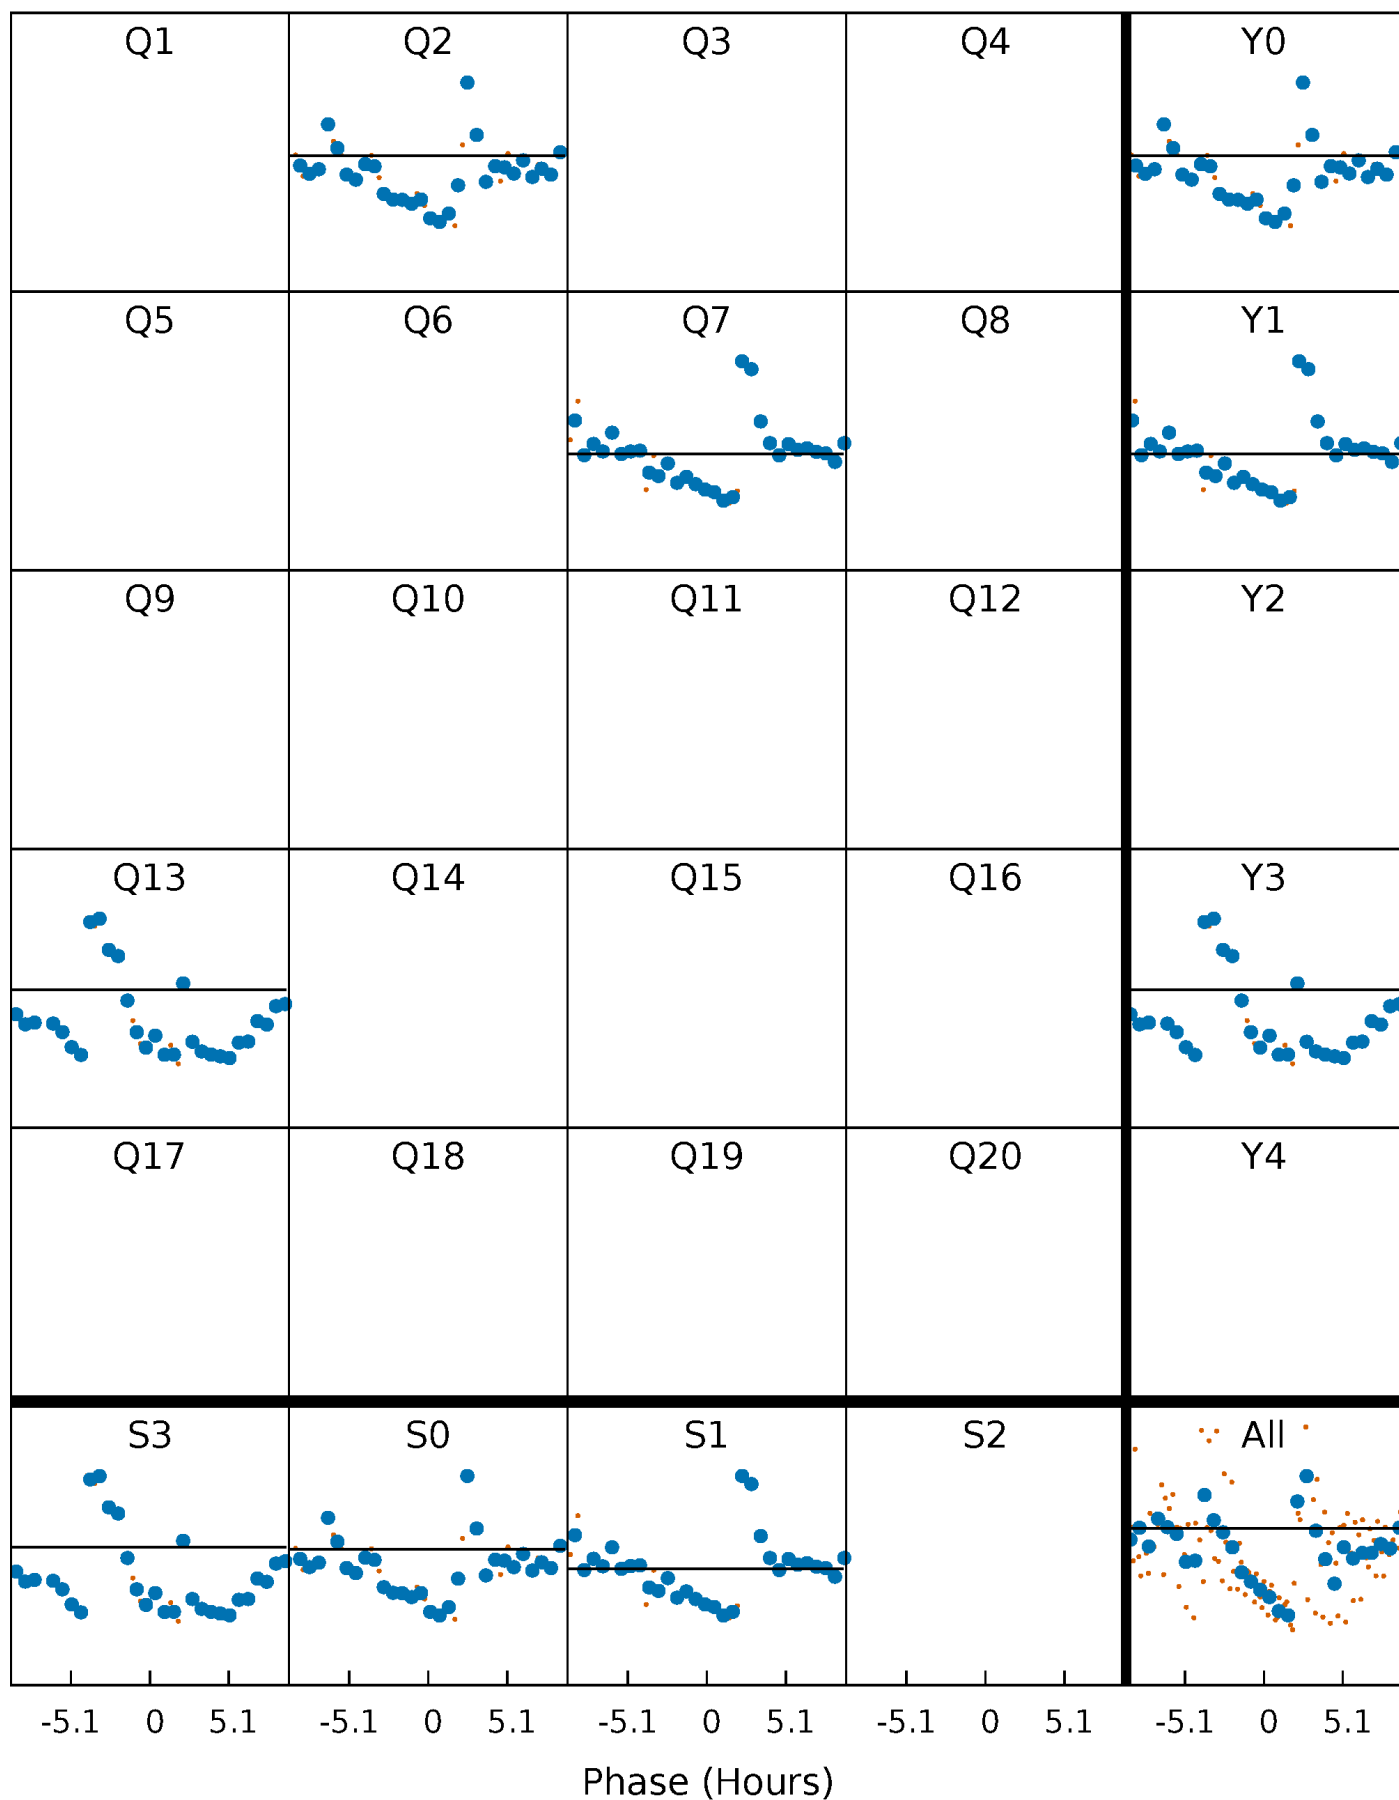 Q1 Q2 Q3 Q4 Y0
Q5 Q6 Q7 Q8 Y1
Q9 Q10 Q11 Q12 Y2
Q13 Q14 Q15 Q16 Y3
Q17 Q18 Q19 Q20 Y4
S3 S0 S1 S2 All
-5.1 0 5.1 -5.1 0 5.1 -5.1 0 5.1 -5.1 0 5.1 -5.1 0 5.1
Phase (Hours)